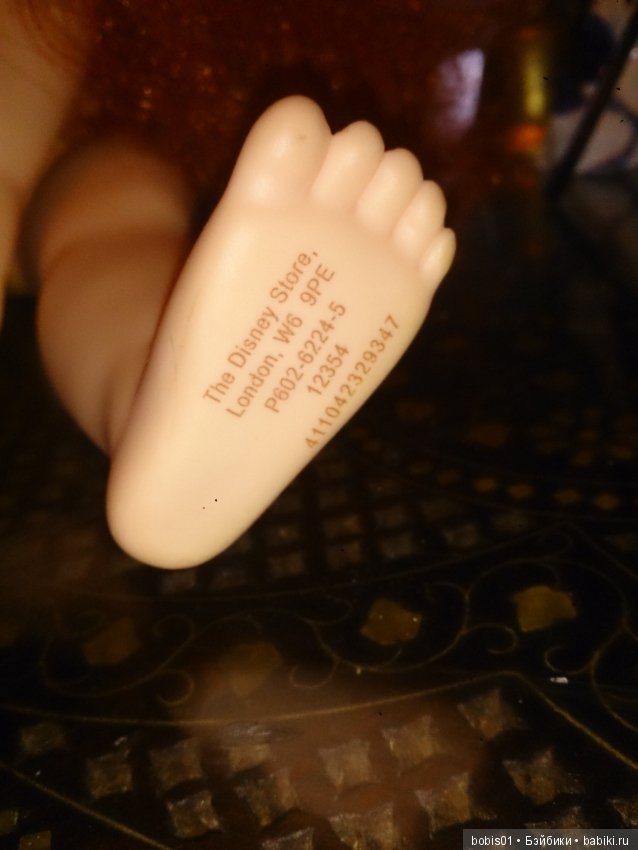 The Disney Store,
London, W6 9PE
P602-6224-5
12354
411042329347
bobis01 • Бэйбики • babiki.ru